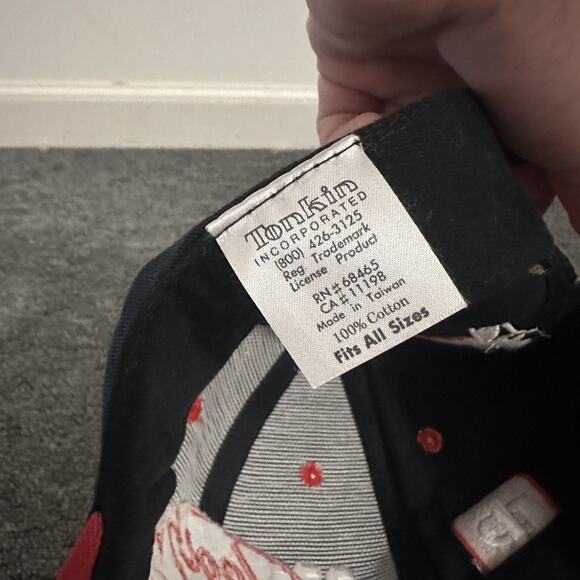 Tonkin
INCORPORATED
(800) 426-3125
Reg. Trademark
License Product
RN# 68465
CA# 11198
Made in Taiwan
100% Cotton
Fits All Sizes